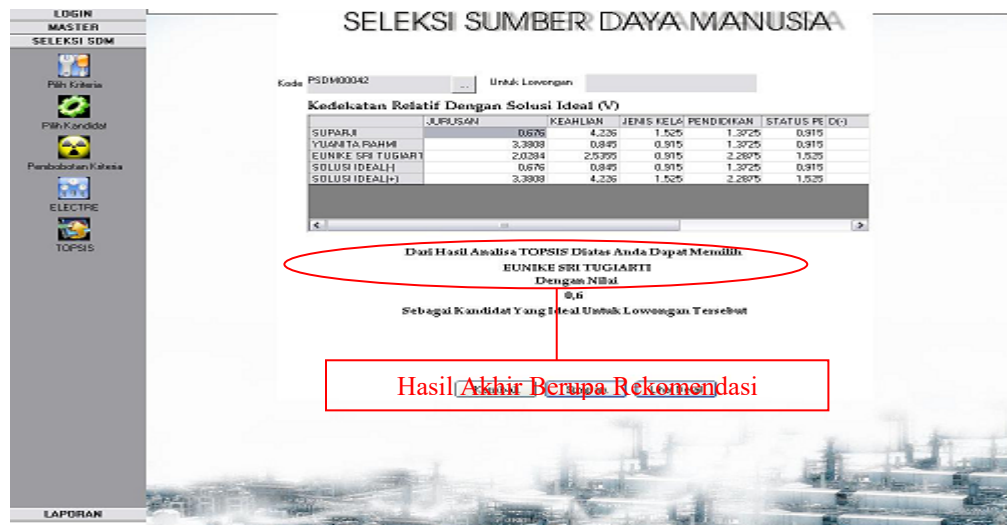 LOGIN
MASTER
SELEKSI SDM
Pilih Kriteria
Pilih Kandidat
Pembobotan Kriteria
ELECTRE
TOPSIS
LAPORAN
SELEKSI SUMBER DAYA MANUSIA
Kode PSDM00042 ... Untuk Lowongan
Kedekatan Relatif Dengan Solusi Ideal (V)
JURUSAN KEAHLIAN JENIS KELA PENDIDIKAN STATUS PE D(-)
SUPARJI 0,676 4,226 1.525 1.3725 0.915
YUANITA RAHMI 3,3808 0,845 0.915 1.3725 0.915
EUNIKE SRI TUGIART 2,0284 2,5355 0.915 2.2875 1.525
SOLUSI IDEAL(-) 0,676 0,845 0.915 1.3725 0.915
SOLUSI IDEAL(+) 3,3808 4,226 1.525 2.2875 1.525
Dari Hasil Analisa TOPSIS Diatas Anda Dapat Memilih
EUNIKE SRI TUGIARTI
Dengan Nilai
0,6
Sebagai Kandidat Yang Ideal Untuk Lowongan Tersebut
Hasil Akhir Berupa Rekomendasi